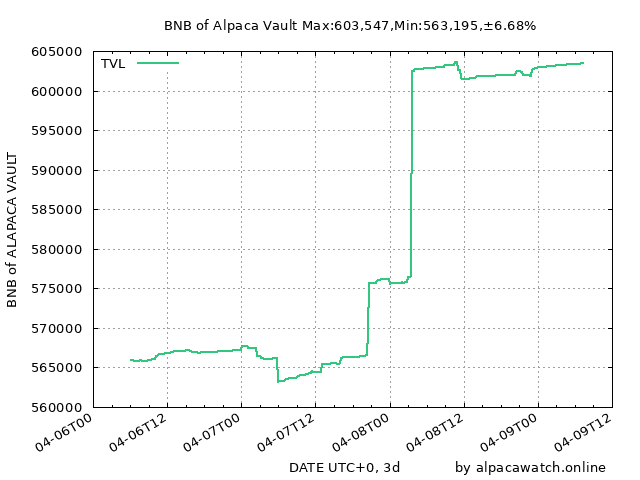 BNB of Alpaca Vault Max:603,547,Min:563,195,±6.68%
TVL
605000
600000
595000
590000
585000
580000
575000
570000
565000
560000
BNB of ALAPACA VAULT
04-06T00
04-06T12
04-07T00
04-07T12
04-08T00
04-08T12
04-09T00
04-09T12
DATE UTC+0, 3d
by alpacawatch.online